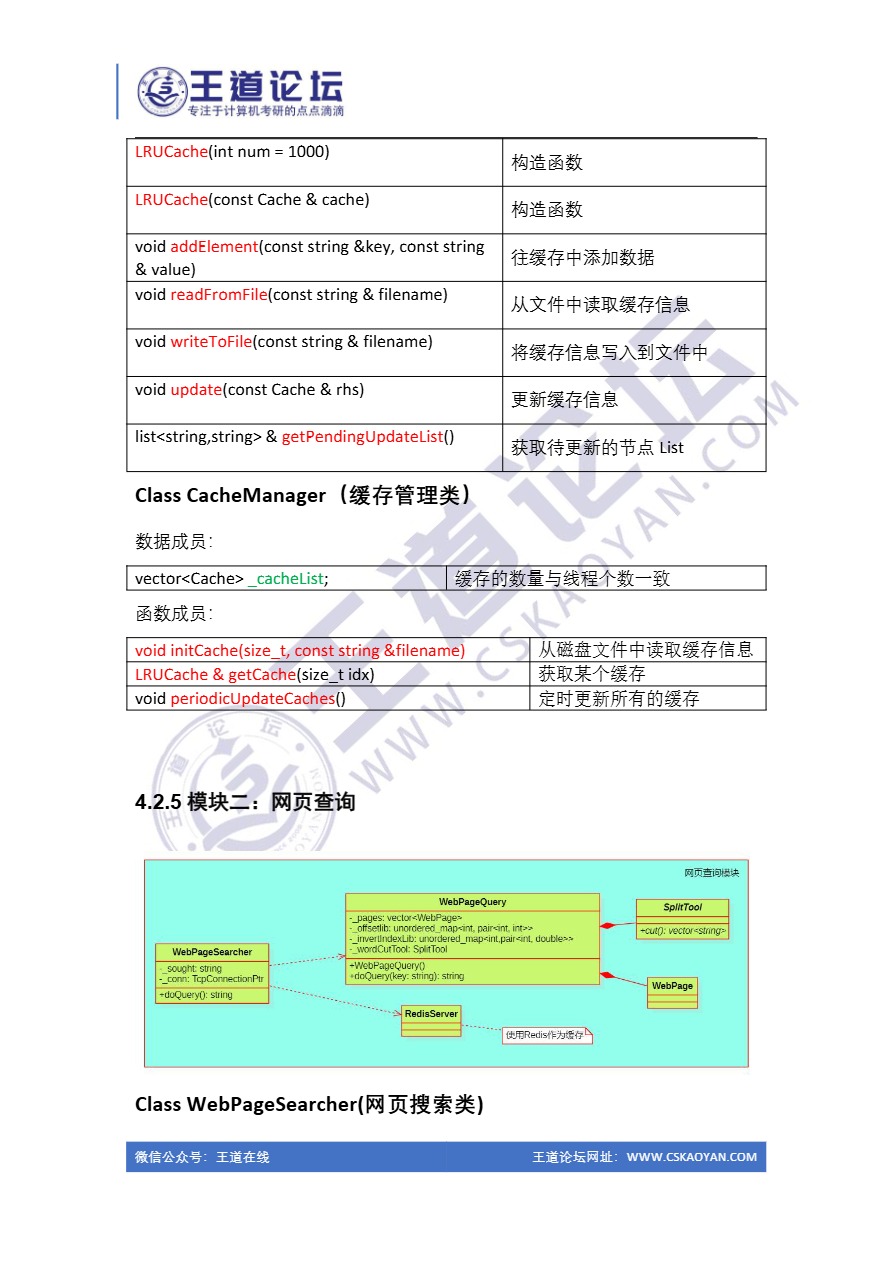 王道论坛
专注于计算机考研的点点滴滴
LRUCache(int num = 1000)
构造函数
LRUCache(const Cache & cache)
构造函数
void addElement(const string &key, const string
& value)
往缓存中添加数据
void readFromFile(const string & filename)
从文件中读取缓存信息
void writeToFile(const string & filename)
将缓存信息写入到文件中
void update(const Cache & rhs)
更新缓存信息
list<string,string> & getPendingUpdateList()
获取待更新的节点 List
Class CacheManager（缓存管理类）
数据成员：
vector<Cache> _cacheList;
缓存的数量与线程个数一致
函数成员：
void initCache(size_t, const string &filename)
从磁盘文件中读取缓存信息
LRUCache & getCache(size_t idx)
获取某个缓存
void periodicUpdateCaches()
定时更新所有的缓存
王道论坛
WWW.CSKAOYAN.COM
4.2.5 模块二：网页查询
网页查询模块
WebPageQuery
-_pages: vector<WebPage>
-_offsetlib: unordered_map<int, pair<int, int>>
-_invertIndexLib: unordered_map<int,pair<int, double>>
-_wordCutTool: SplitTool
+WebPageQuery()
+doQuery(key: string): string
SplitTool
+cut(): vector<string>
WebPageSearcher
-_sought: string
-_conn: TcpConnectionPtr
+doQuery(): string
WebPage
RedisServer
使用Redis作为缓存
Class WebPageSearcher(网页搜索类)
微信公众号：王道在线
王道论坛网址：WWW.CSKAOYAN.COM